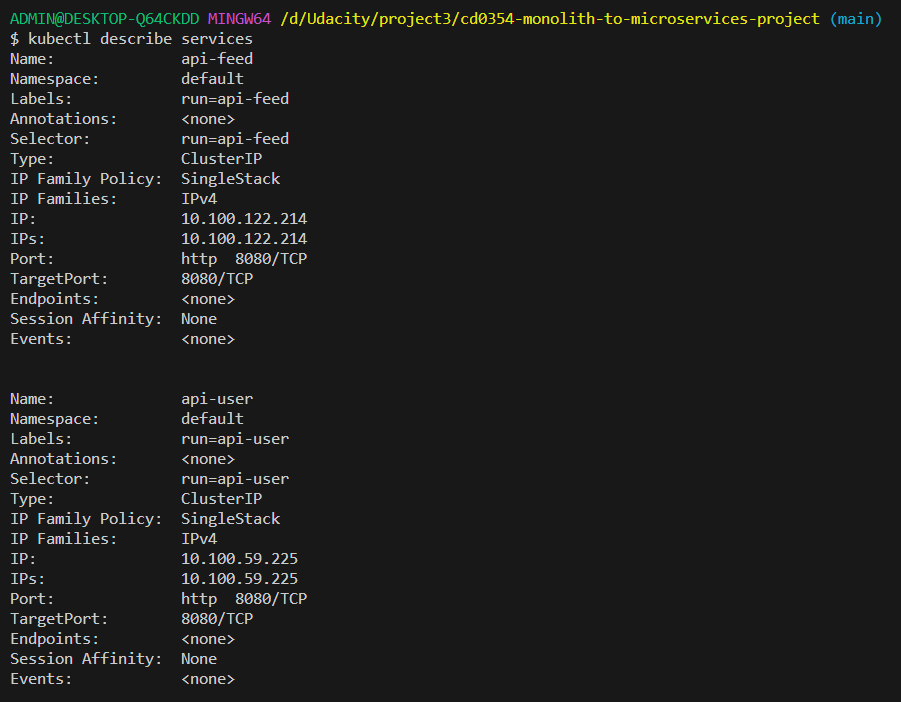 ADMIN@DESKTOP-Q64CKDD MINGW64 /d/Udacity/project3/cd0354-monolith-to-microservices-project (main)
$ kubectl describe services
Name:              api-feed
Namespace:         default
Labels:            run=api-feed
Annotations:       <none>
Selector:          run=api-feed
Type:              ClusterIP
IP Family Policy:  SingleStack
IP Families:       IPv4
IP:                10.100.122.214
IPs:               10.100.122.214
Port:              http  8080/TCP
TargetPort:        8080/TCP
Endpoints:         <none>
Session Affinity:  None
Events:            <none>
Name:              api-user
Namespace:         default
Labels:            run=api-user
Annotations:       <none>
Selector:          run=api-user
Type:              ClusterIP
IP Family Policy:  SingleStack
IP Families:       IPv4
IP:                10.100.59.225
IPs:               10.100.59.225
Port:              http  8080/TCP
TargetPort:        8080/TCP
Endpoints:         <none>
Session Affinity:  None
Events:            <none>